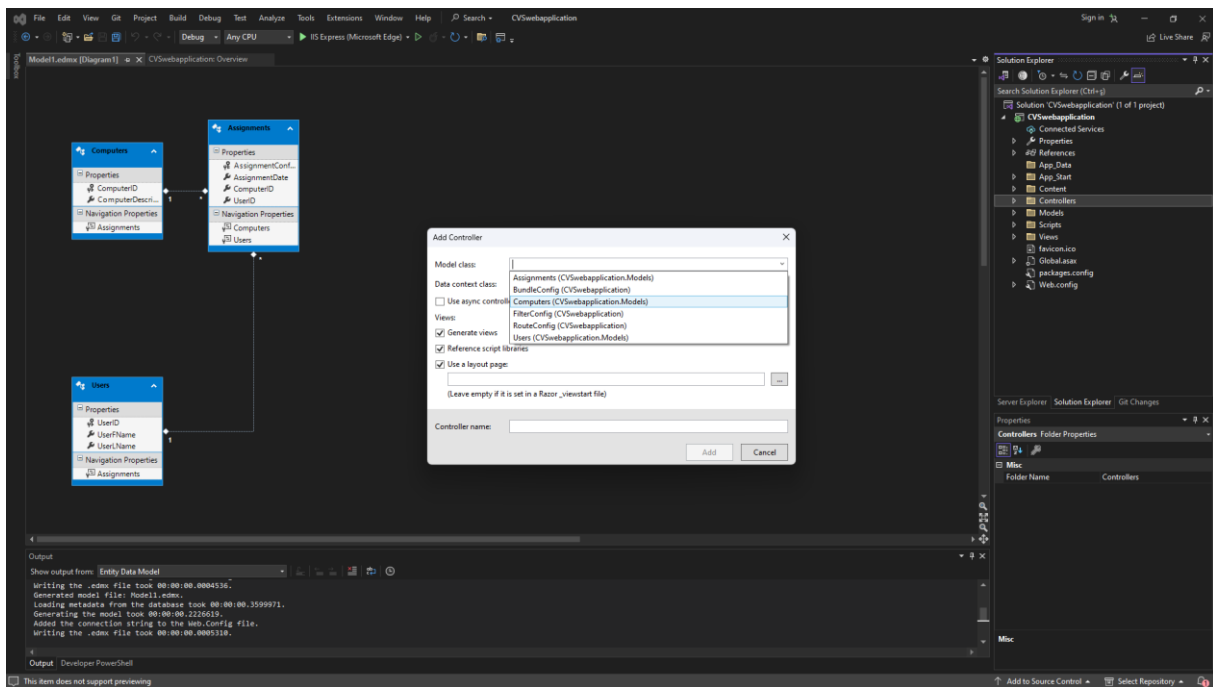 File Edit View Git Project Build Debug Test Analyze Tools Extensions Window Help Search CVSwebapplication Sign in
Debug Any CPU IIS Express (Microsoft Edge) Live Share
Toolbox
Model1.edmx [Diagram1] CVSwebapplication: Overview
Computers
Properties
ComputerID
ComputerDescri...
Navigation Properties
Assignments
1
*
Assignments
Properties
AssignmentConf...
AssignmentDate
ComputerID
UserID
Navigation Properties
Computers
Users
*
Users
Properties
UserID
UserFName
UserLName
Navigation Properties
Assignments
1
Add Controller
Model class:
Assignments (CVSwebapplication.Models)
BundleConfig (CVSwebapplication)
Computers (CVSwebapplication.Models)
FilterConfig (CVSwebapplication)
RouteConfig (CVSwebapplication)
Users (CVSwebapplication.Models)
Data context class:
Use async controlle
Views:
Generate views
Reference script libraries
Use a layout page:
...
(Leave empty if it is set in a Razor _viewstart file)
Controller name:
Add Cancel
Solution Explorer
Search Solution Explorer (Ctrl+ş)
Solution 'CVSwebapplication' (1 of 1 project)
CVSwebapplication
Connected Services
Properties
References
App_Data
App_Start
Content
Controllers
Models
Scripts
Views
favicon.ico
Global.asax
packages.config
Web.config
Server Explorer Solution Explorer Git Changes
Properties
Controllers Folder Properties
Misc
Folder Name Controllers
Misc
Output
Show output from: Entity Data Model
Writing the .edmx file took 00:00:00.0004536.
Generated model file: Model1.edmx.
Loading metadata from the database took 00:00:00.3599971.
Generating the model took 00:00:00.2226619.
Added the connection string to the Web.Config file.
Writing the .edmx file took 00:00:00.0005310.
Output Developer PowerShell
This item does not support previewing Add to Source Control Select Repository